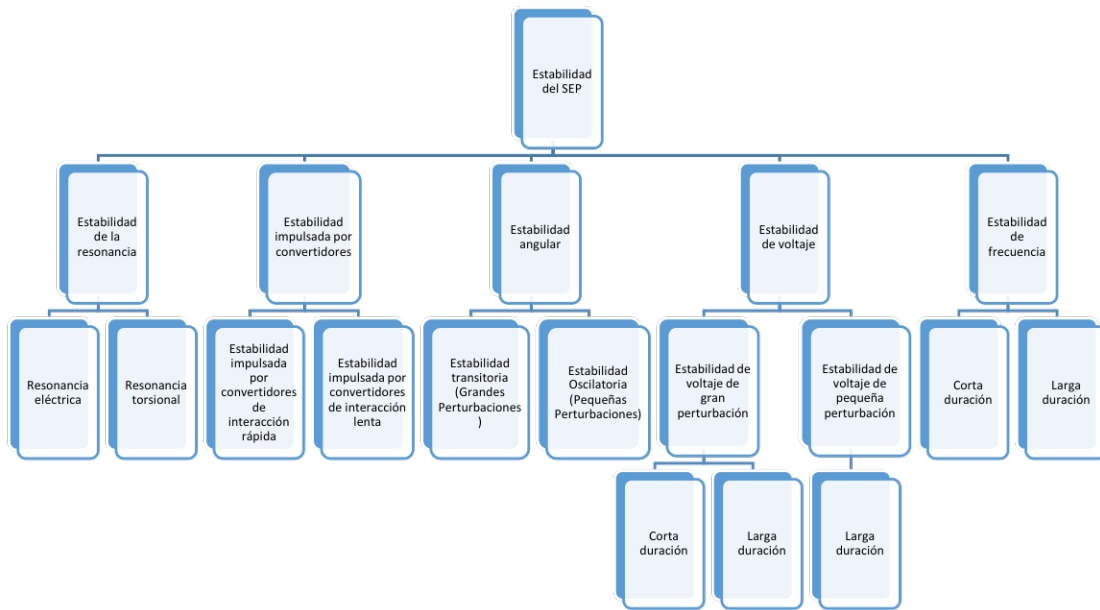 Estabilidad
del SEP
Estabilidad
de la
resonancia
Estabilidad
impulsada por
convertidores
Estabilidad
angular
Estabilidad
de voltaje
Estabilidad
de
frecuencia
Resonancia
eléctrica
Resonancia
torsional
Estabilidad
impulsada
por
convertidores
de
interacción
rápida
Estabilidad
impulsada por
convertidores
de interacción
lenta
Estabilidad
transitoria
(Grandes
Perturbaciones
)
Estabilidad
Oscilatoria
(Pequeñas
Perturbaciones)
Estabilidad de
voltaje de
gran
perturbación
Estabilidad de
voltaje de
pequeña
perturbación
Corta
duración
Larga
duración
Corta
duración
Larga
duración
Larga
duración